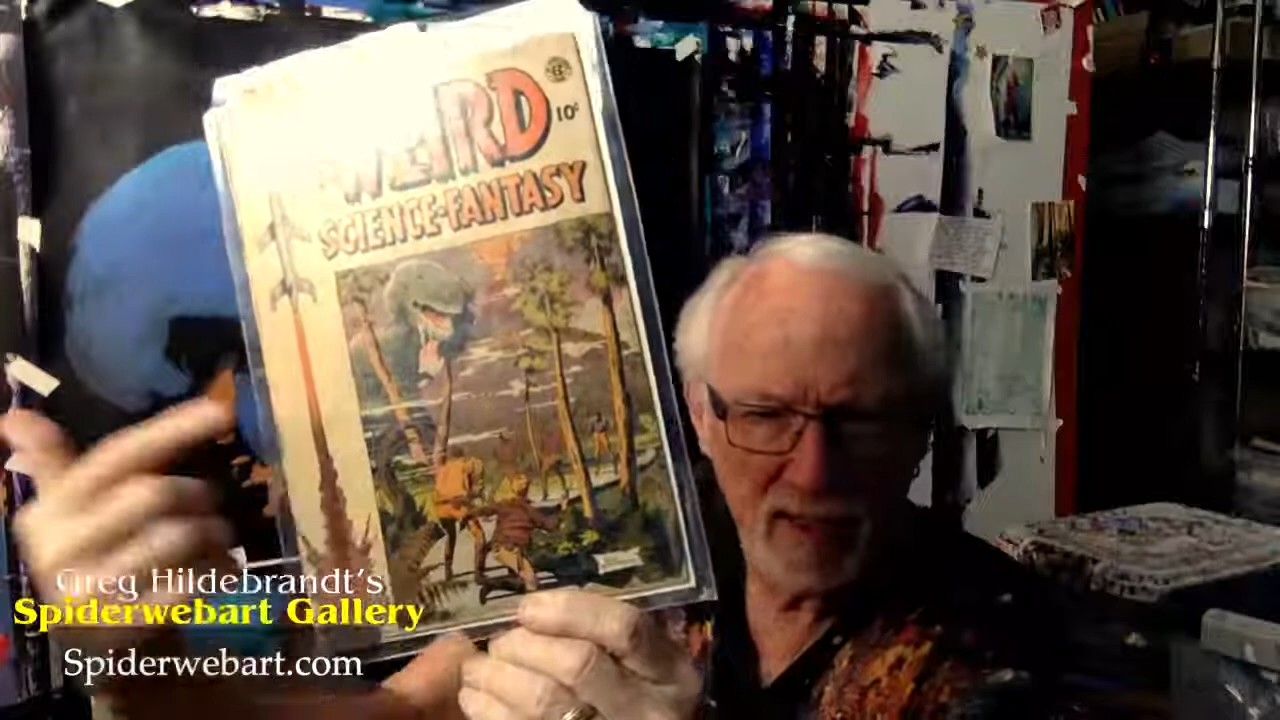 WEIRD
10¢
SCIENCE-FANTASY
Greg Hildebrandt's
Spiderwebart Gallery
Spiderwebart.com